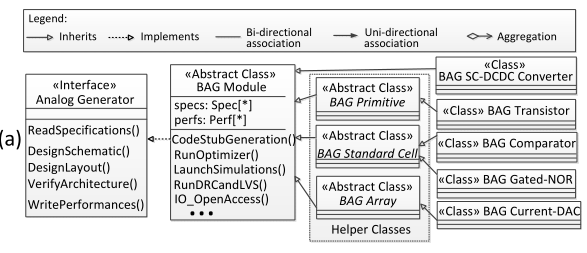 Legend:
Inherits
Implements
Bi-directional association
Uni-directional association
Aggregation
(a)
«Interface»
Analog Generator
ReadSpecifications()
DesignSchematic()
DesignLayout()
VerifyArchitecture()
WritePerformances()
«Abstract Class»
BAG Module
specs: Spec[*]
perfs: Perf[*]
CodeStubGeneration()
RunOptimizer()
LaunchSimulations()
RunDRCandLVS()
IO_OpenAccess()
• • •
«Abstract Class»
BAG Primitive
«Abstract Class»
BAG Standard Cell
«Abstract Class»
BAG Array
Helper Classes
«Class»
BAG SC-DCDC Converter
«Class» BAG Transistor
«Class» BAG Comparator
«Class» BAG Gated-NOR
«Class» BAG Current-DAC